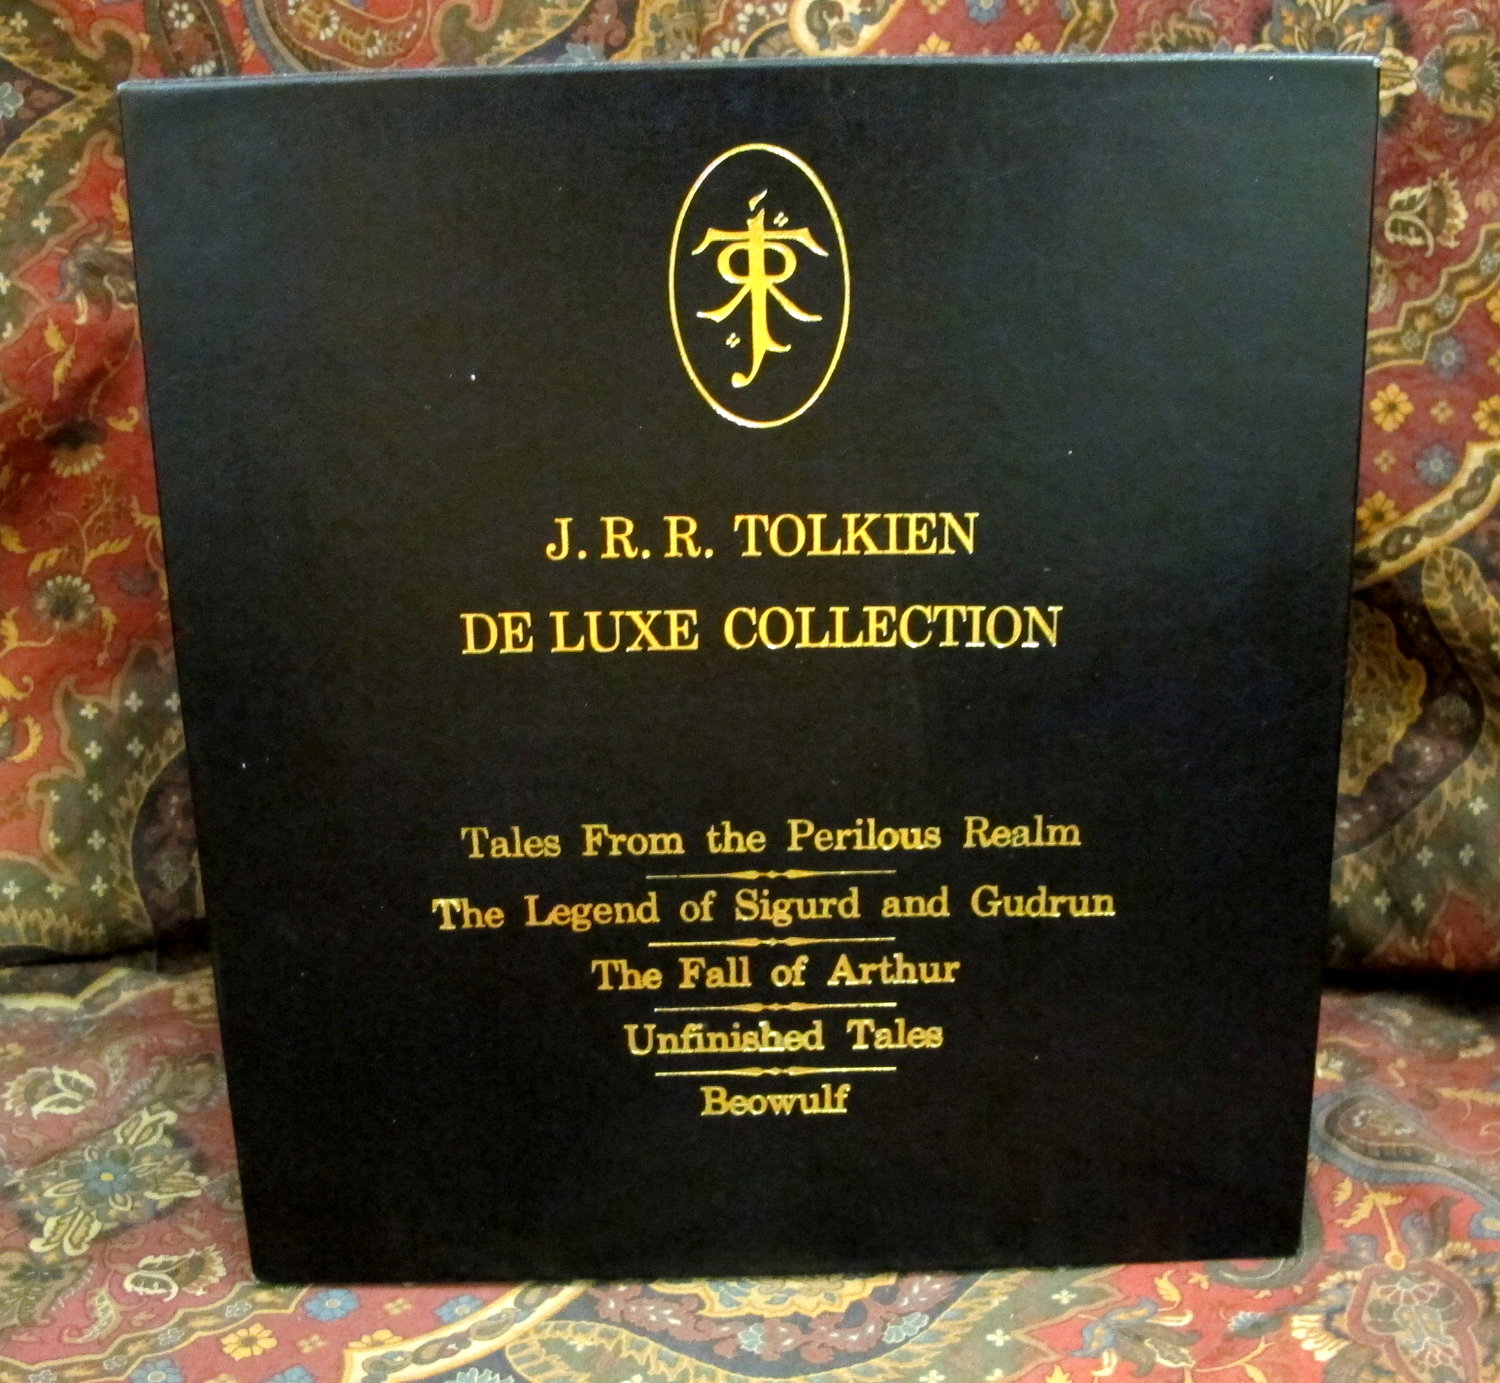 J. R. R. TOLKIEN
DE LUXE COLLECTION
Tales From the Perilous Realm
The Legend of Sigurd and Gudrun
The Fall of Arthur
Unfinished Tales
Beowulf